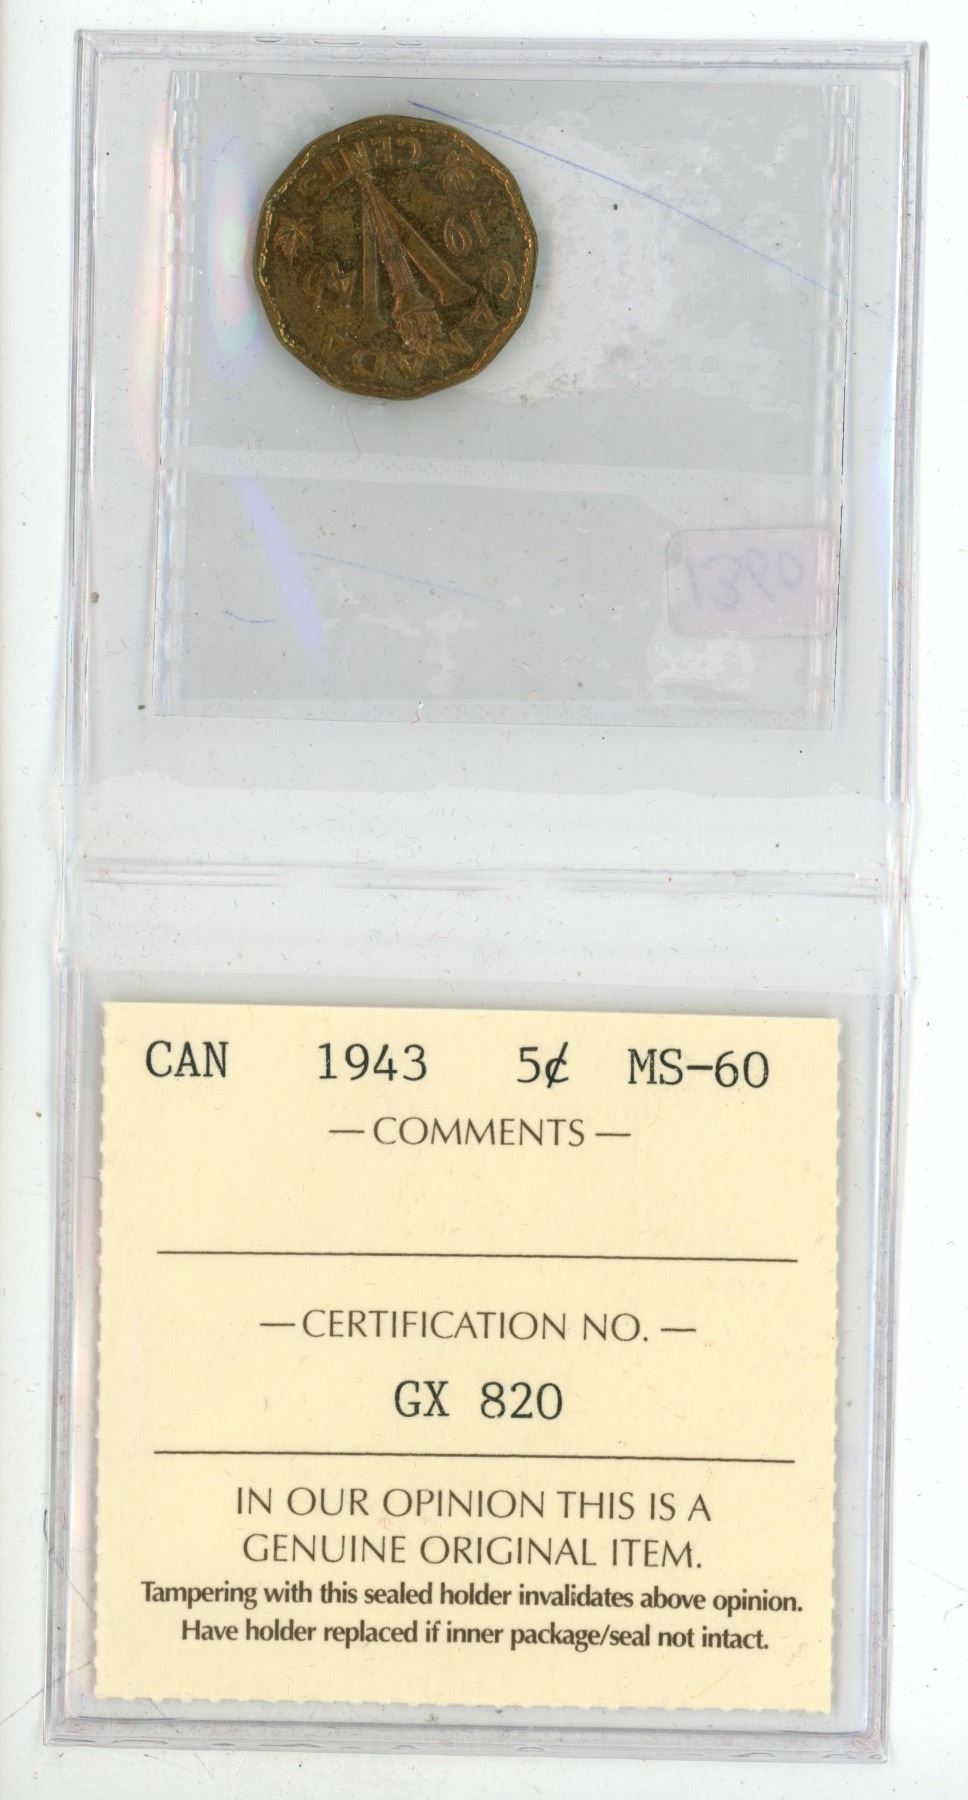 CENTS
19 43
CANADA
1360
CAN 1943 5¢ MS-60
— COMMENTS —
— CERTIFICATION NO. —
GX 820
IN OUR OPINION THIS IS A
GENUINE ORIGINAL ITEM.
Tampering with this sealed holder invalidates above opinion.
Have holder replaced if inner package/seal not intact.